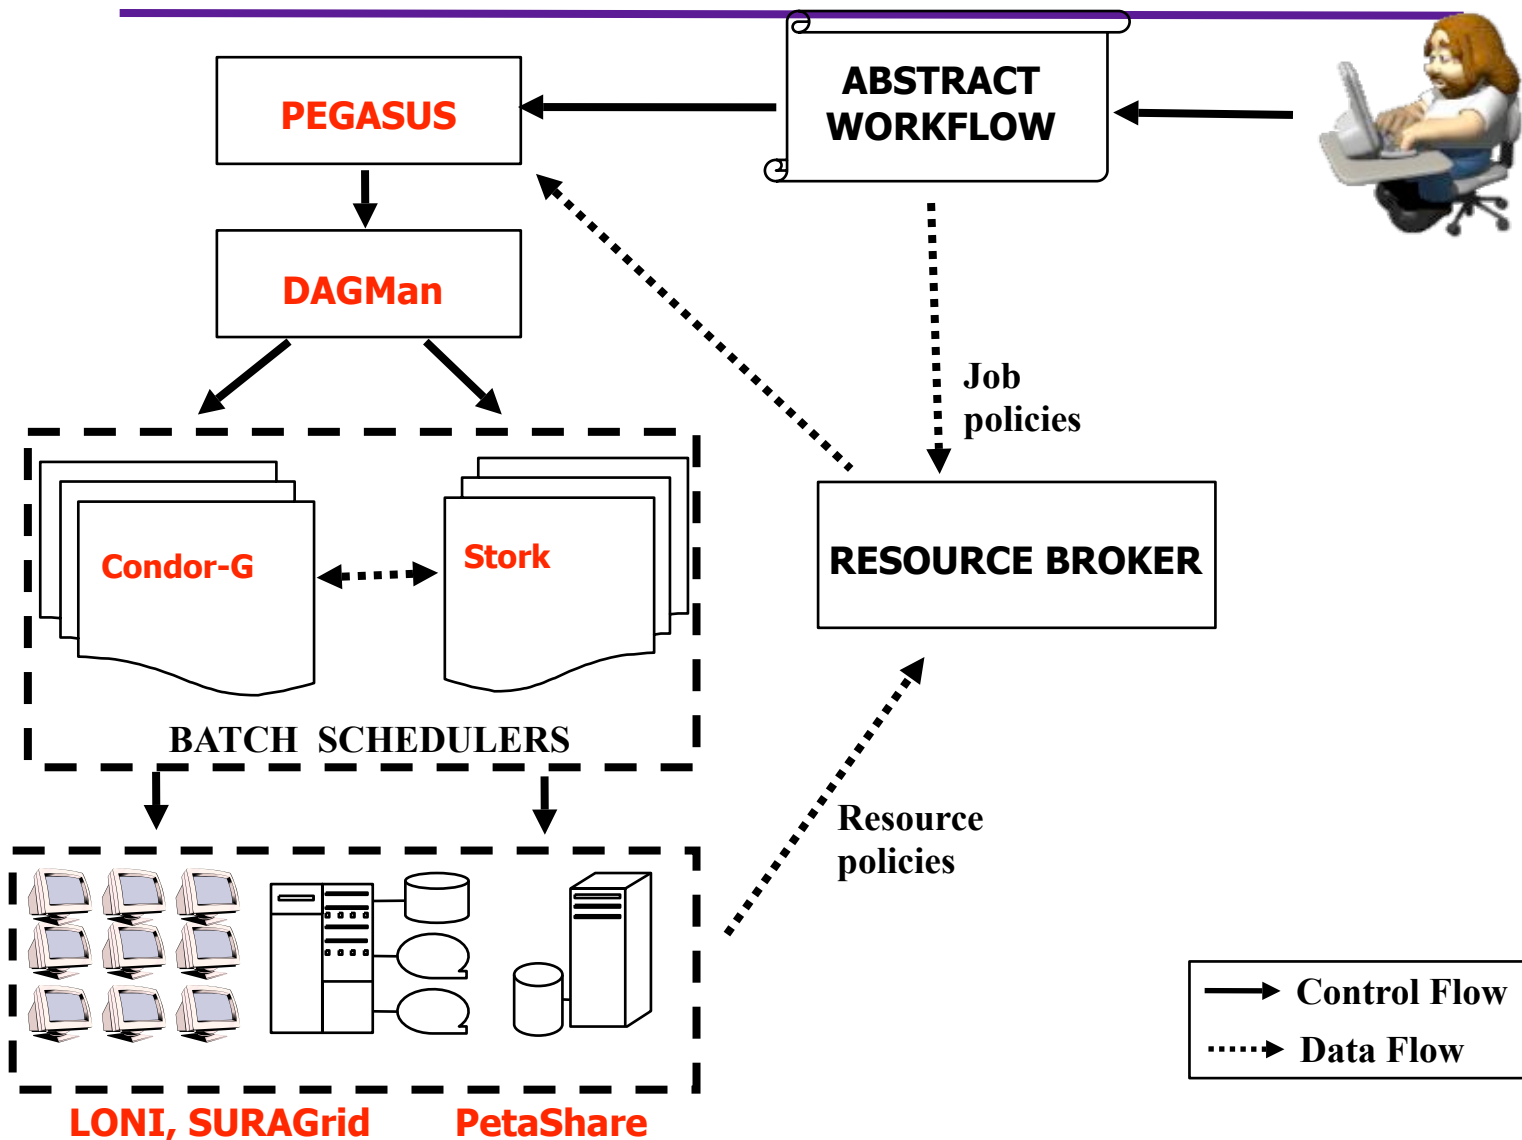 ABSTRACT
WORKFLOW
PEGASUS
DAGMan
Job
policies
Condor-G
Stork
RESOURCE BROKER
BATCH SCHEDULERS
Resource
policies
Control Flow
Data Flow
LONI, SURAGrid
PetaShare